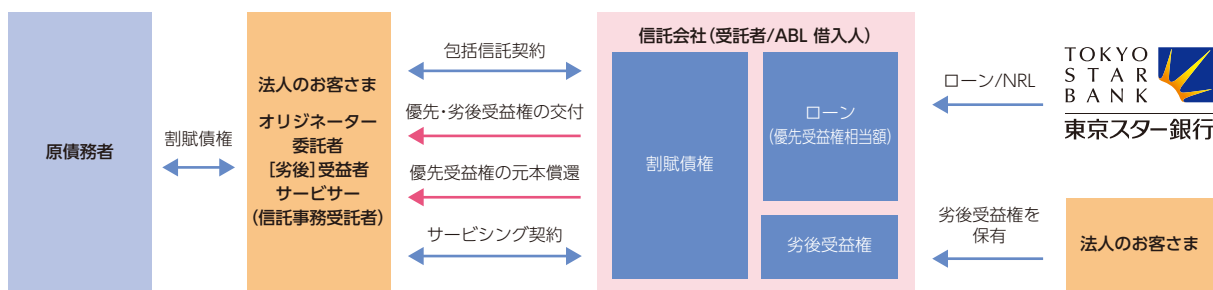 原債務者
割賦債権
法人のお客さま
オリジネーター
委託者
[劣後]受益者
サービサー
(信託事務受託者)
包括信託契約
優先・劣後受益権の交付
優先受益権の元本償還
サービシング契約
信託会社(受託者/ABL 借入人)
割賦債権
ローン
(優先受益権相当額)
劣後受益権
ローン/NRL
TOKYO
STAR
BANK
東京スター銀行
劣後受益権を
保有
法人のお客さま